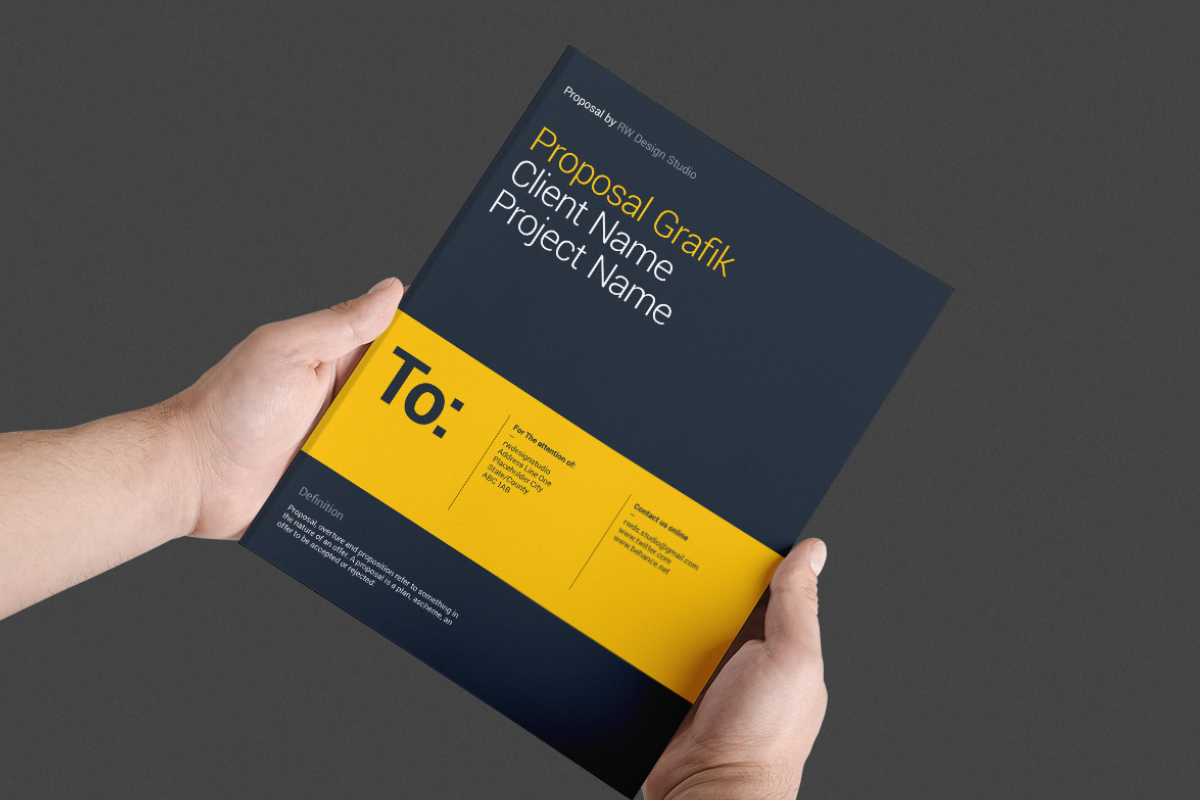 Proposal by RW Design Studio
Proposal Grafik
Client Name
Project Name
To:
For The attention of:
rwdesignstudio
Address Line One
Placeholder City
State/County
ABC 1AB
Contact us online
rwds.studio@gmail.com
www.twitter.com
www.behance.net
Definition
Proposal, overture and proposition refer to something in
the nature of an offer. A proposal is a plan, ascheme, an
offer to be accepted or rejected: